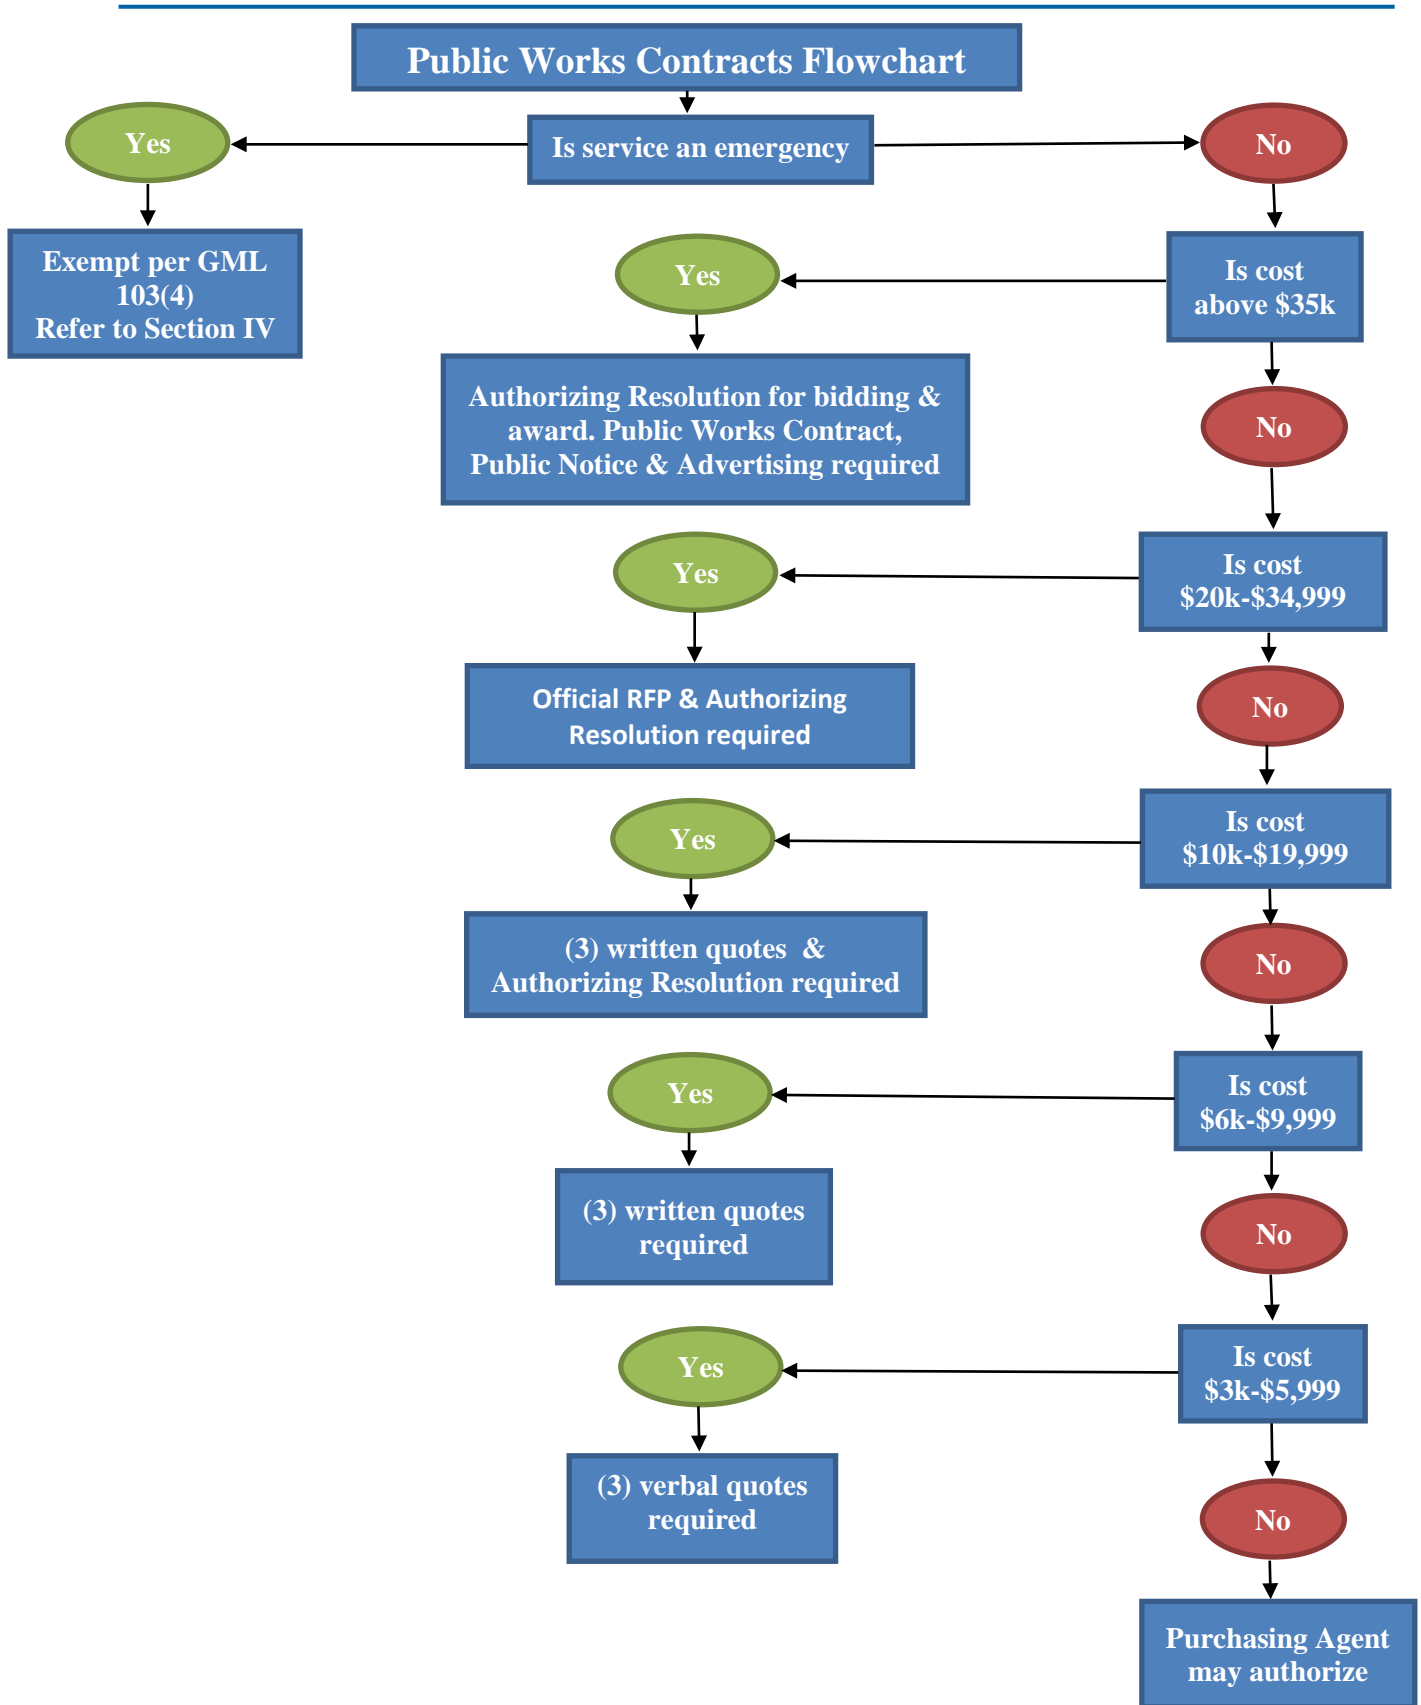 Public Works Contracts Flowchart
Yes
Is service an emergency
No
Exempt per GML
103(4)
Refer to Section IV
Yes
Is cost
above $35k
Authorizing Resolution for bidding &
award. Public Works Contract,
Public Notice & Advertising required
No
Yes
Is cost
$20k-$34,999
Official RFP & Authorizing
Resolution required
No
Yes
Is cost
$10k-$19,999
(3) written quotes  &
Authorizing Resolution required
No
Yes
Is cost
$6k-$9,999
(3) written quotes
required
No
Yes
Is cost
$3k-$5,999
(3) verbal quotes
required
No
Purchasing Agent
may authorize